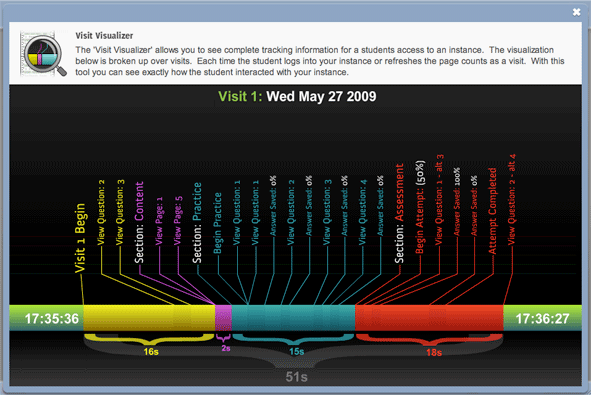 Visit Visualizer
The 'Visit Visualizer' allows you to see complete tracking information for a students access to an instance. The visualization
below is broken up over visits. Each time the student logs into your instance or refreshes the page counts as a visit. With this
tool you can see exactly how the student interacted with your instance.
Visit 1: Wed May 27 2009
Visit 1 Begin
View Question: 2
View Question: 3
Section: Content
View Page: 1
View Page: 5
Section: Practice
Begin Practice
View Question: 1
View Question: 1
Answer Saved: 0%
View Question: 2
Answer Saved: 0%
View Question: 3
Answer Saved: 0%
View Question: 4
Answer Saved: 0%
Section: Assessment
Begin Attempt: (50%)
View Question: 1 - alt 3
Answer Saved: 100%
Answer Saved: 0%
Attempt Completed
View Question: 2 - alt 4
17:35:36
17:36:27
16s
2s
15s
18s
51s